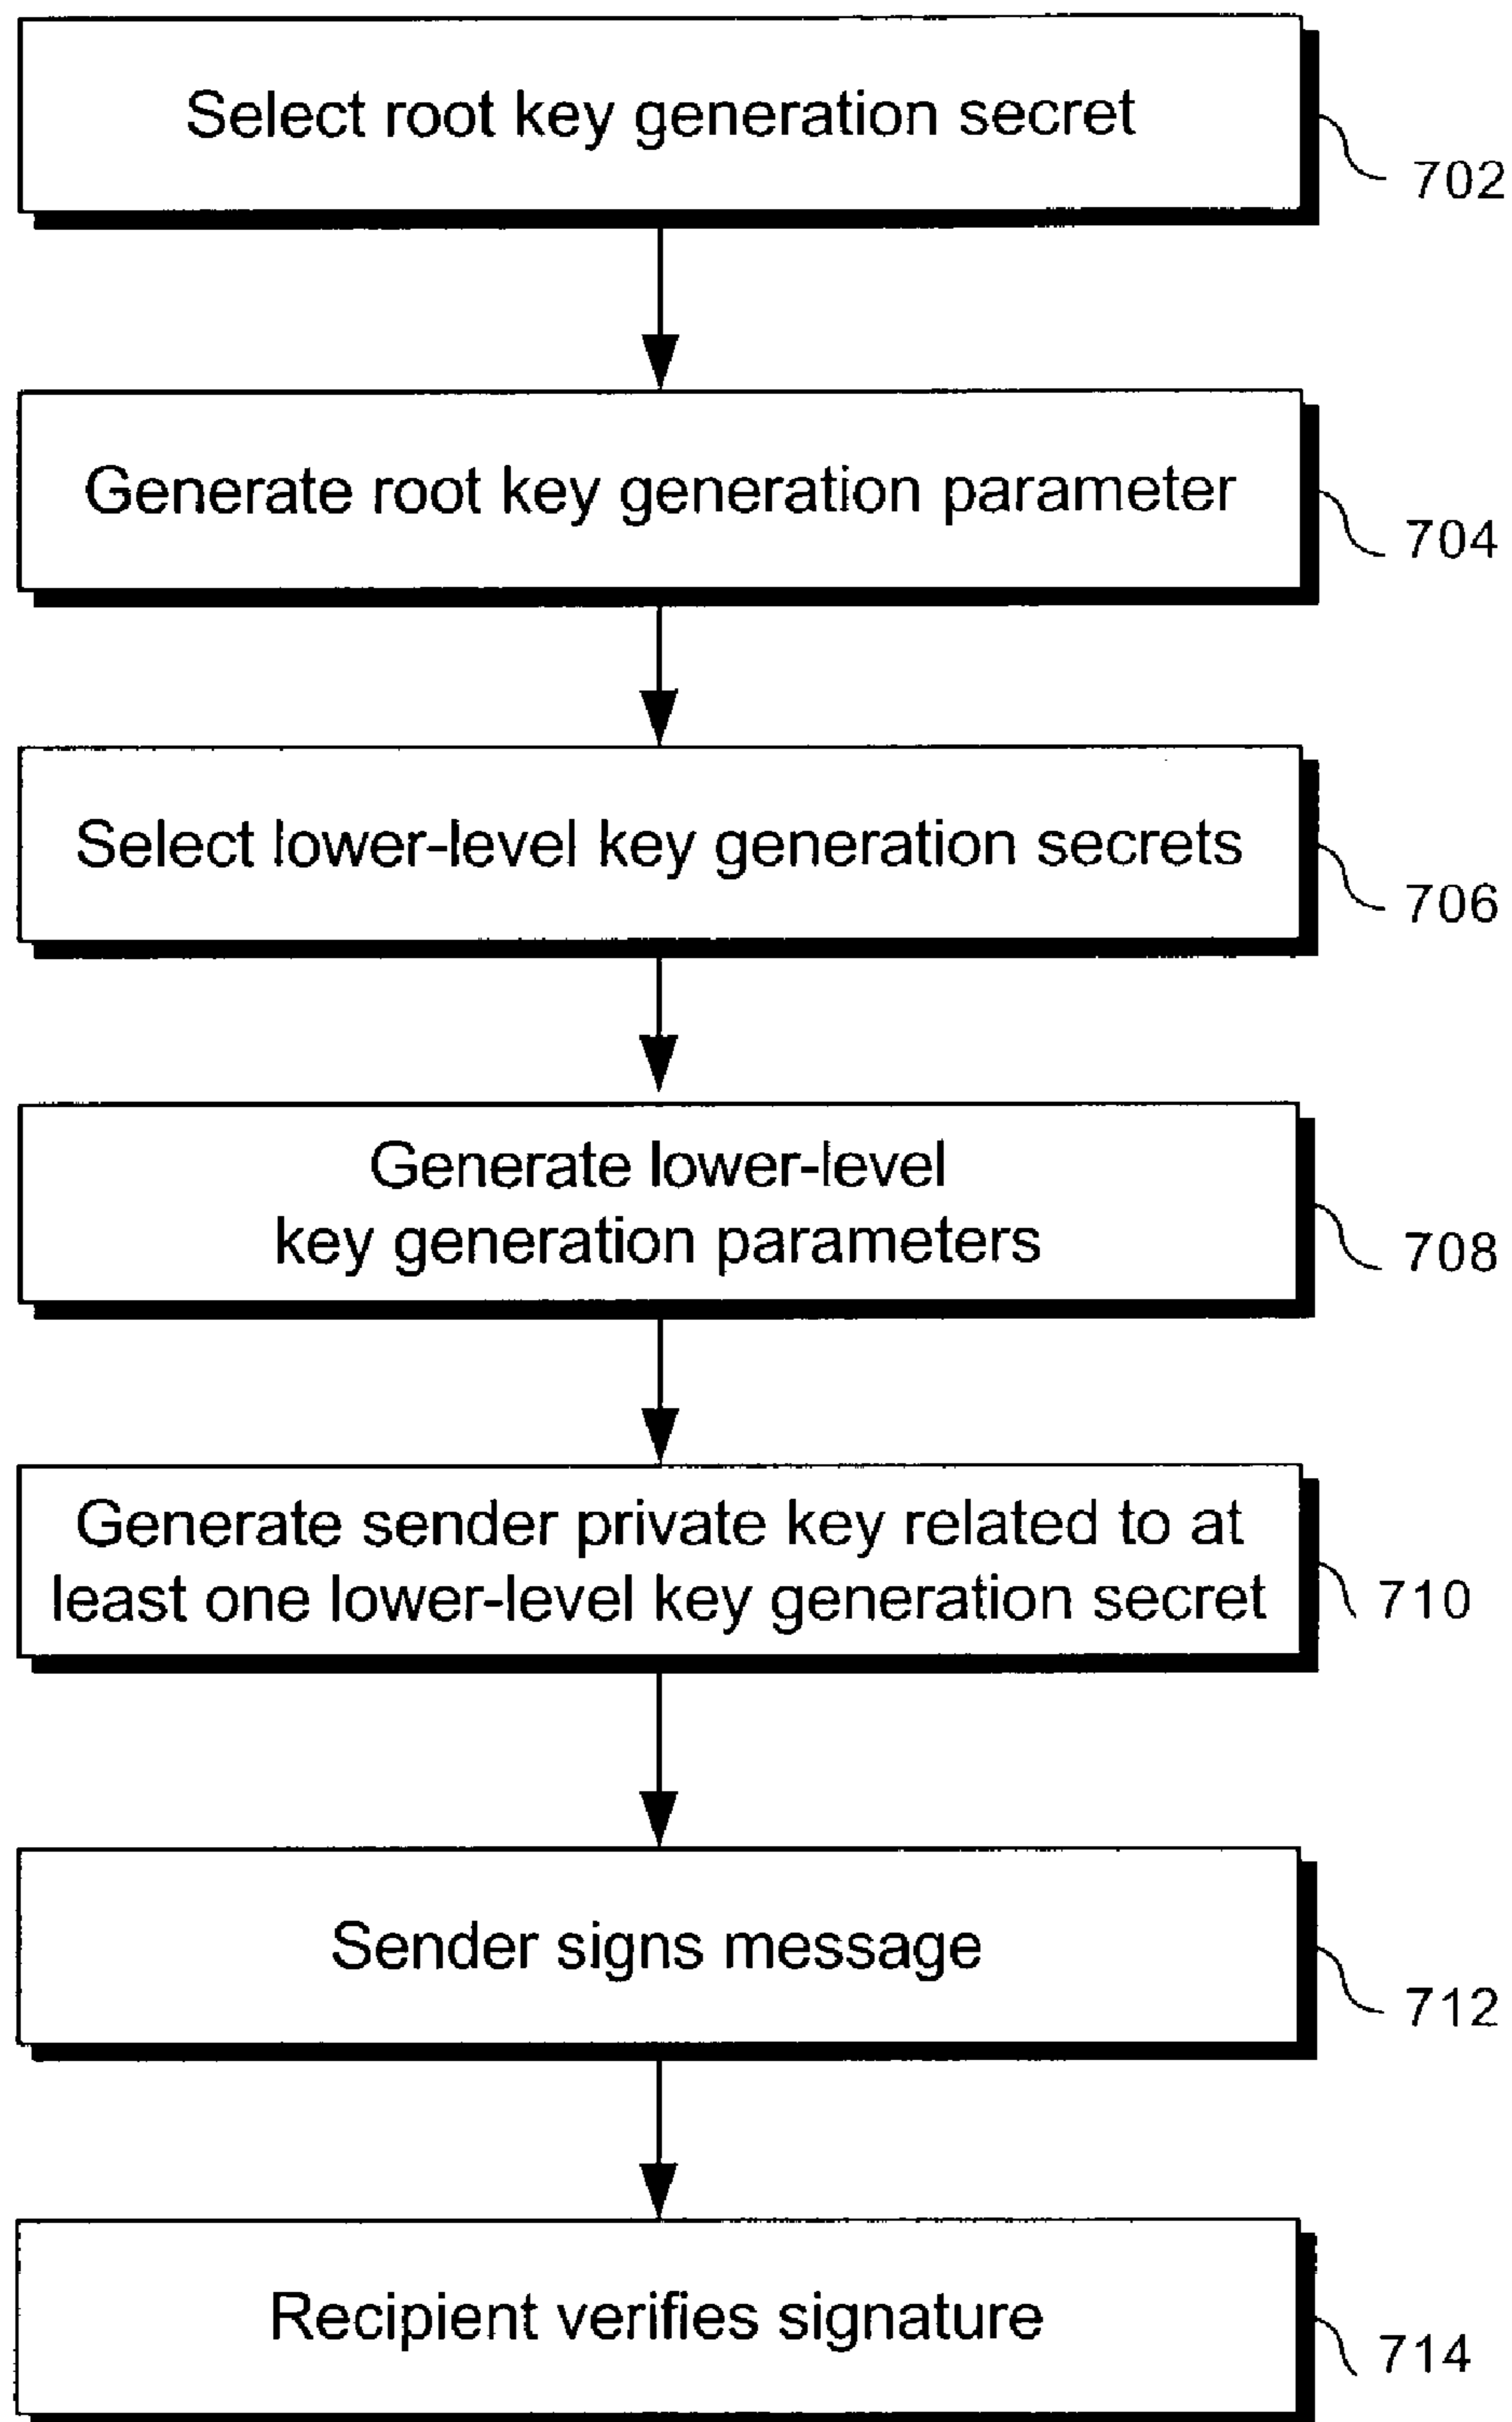 Select root key generation secret
702
Generate root key generation parameter
704
Select lower-level key generation secrets
706
Generate lower-level
key generation parameters
708
Generate sender private key related to at
least one lower-level key generation secret
710
Sender signs message
712
Recipient verifies signature
714